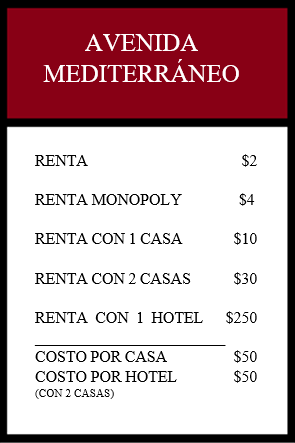 AVENIDA
MEDITERRÁNEO
RENTA $2
RENTA MONOPOLY $4
RENTA CON 1 CASA $10
RENTA CON 2 CASAS $30
RENTA CON 1 HOTEL $250
COSTO POR CASA $50
COSTO POR HOTEL $50
(CON 2 CASAS)